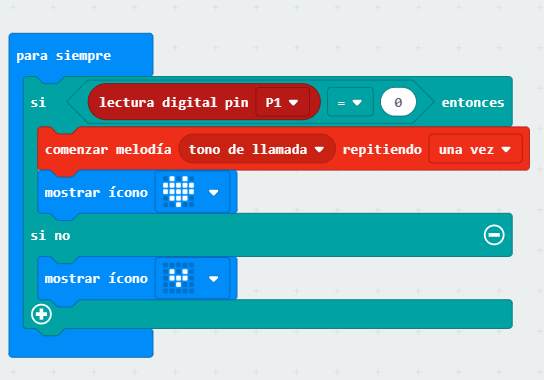 para siempre
si lectura digital pin P1 = 0 entonces
comenzar melodía tono de llamada repitiendo una vez
mostrar ícono
si no
mostrar ícono